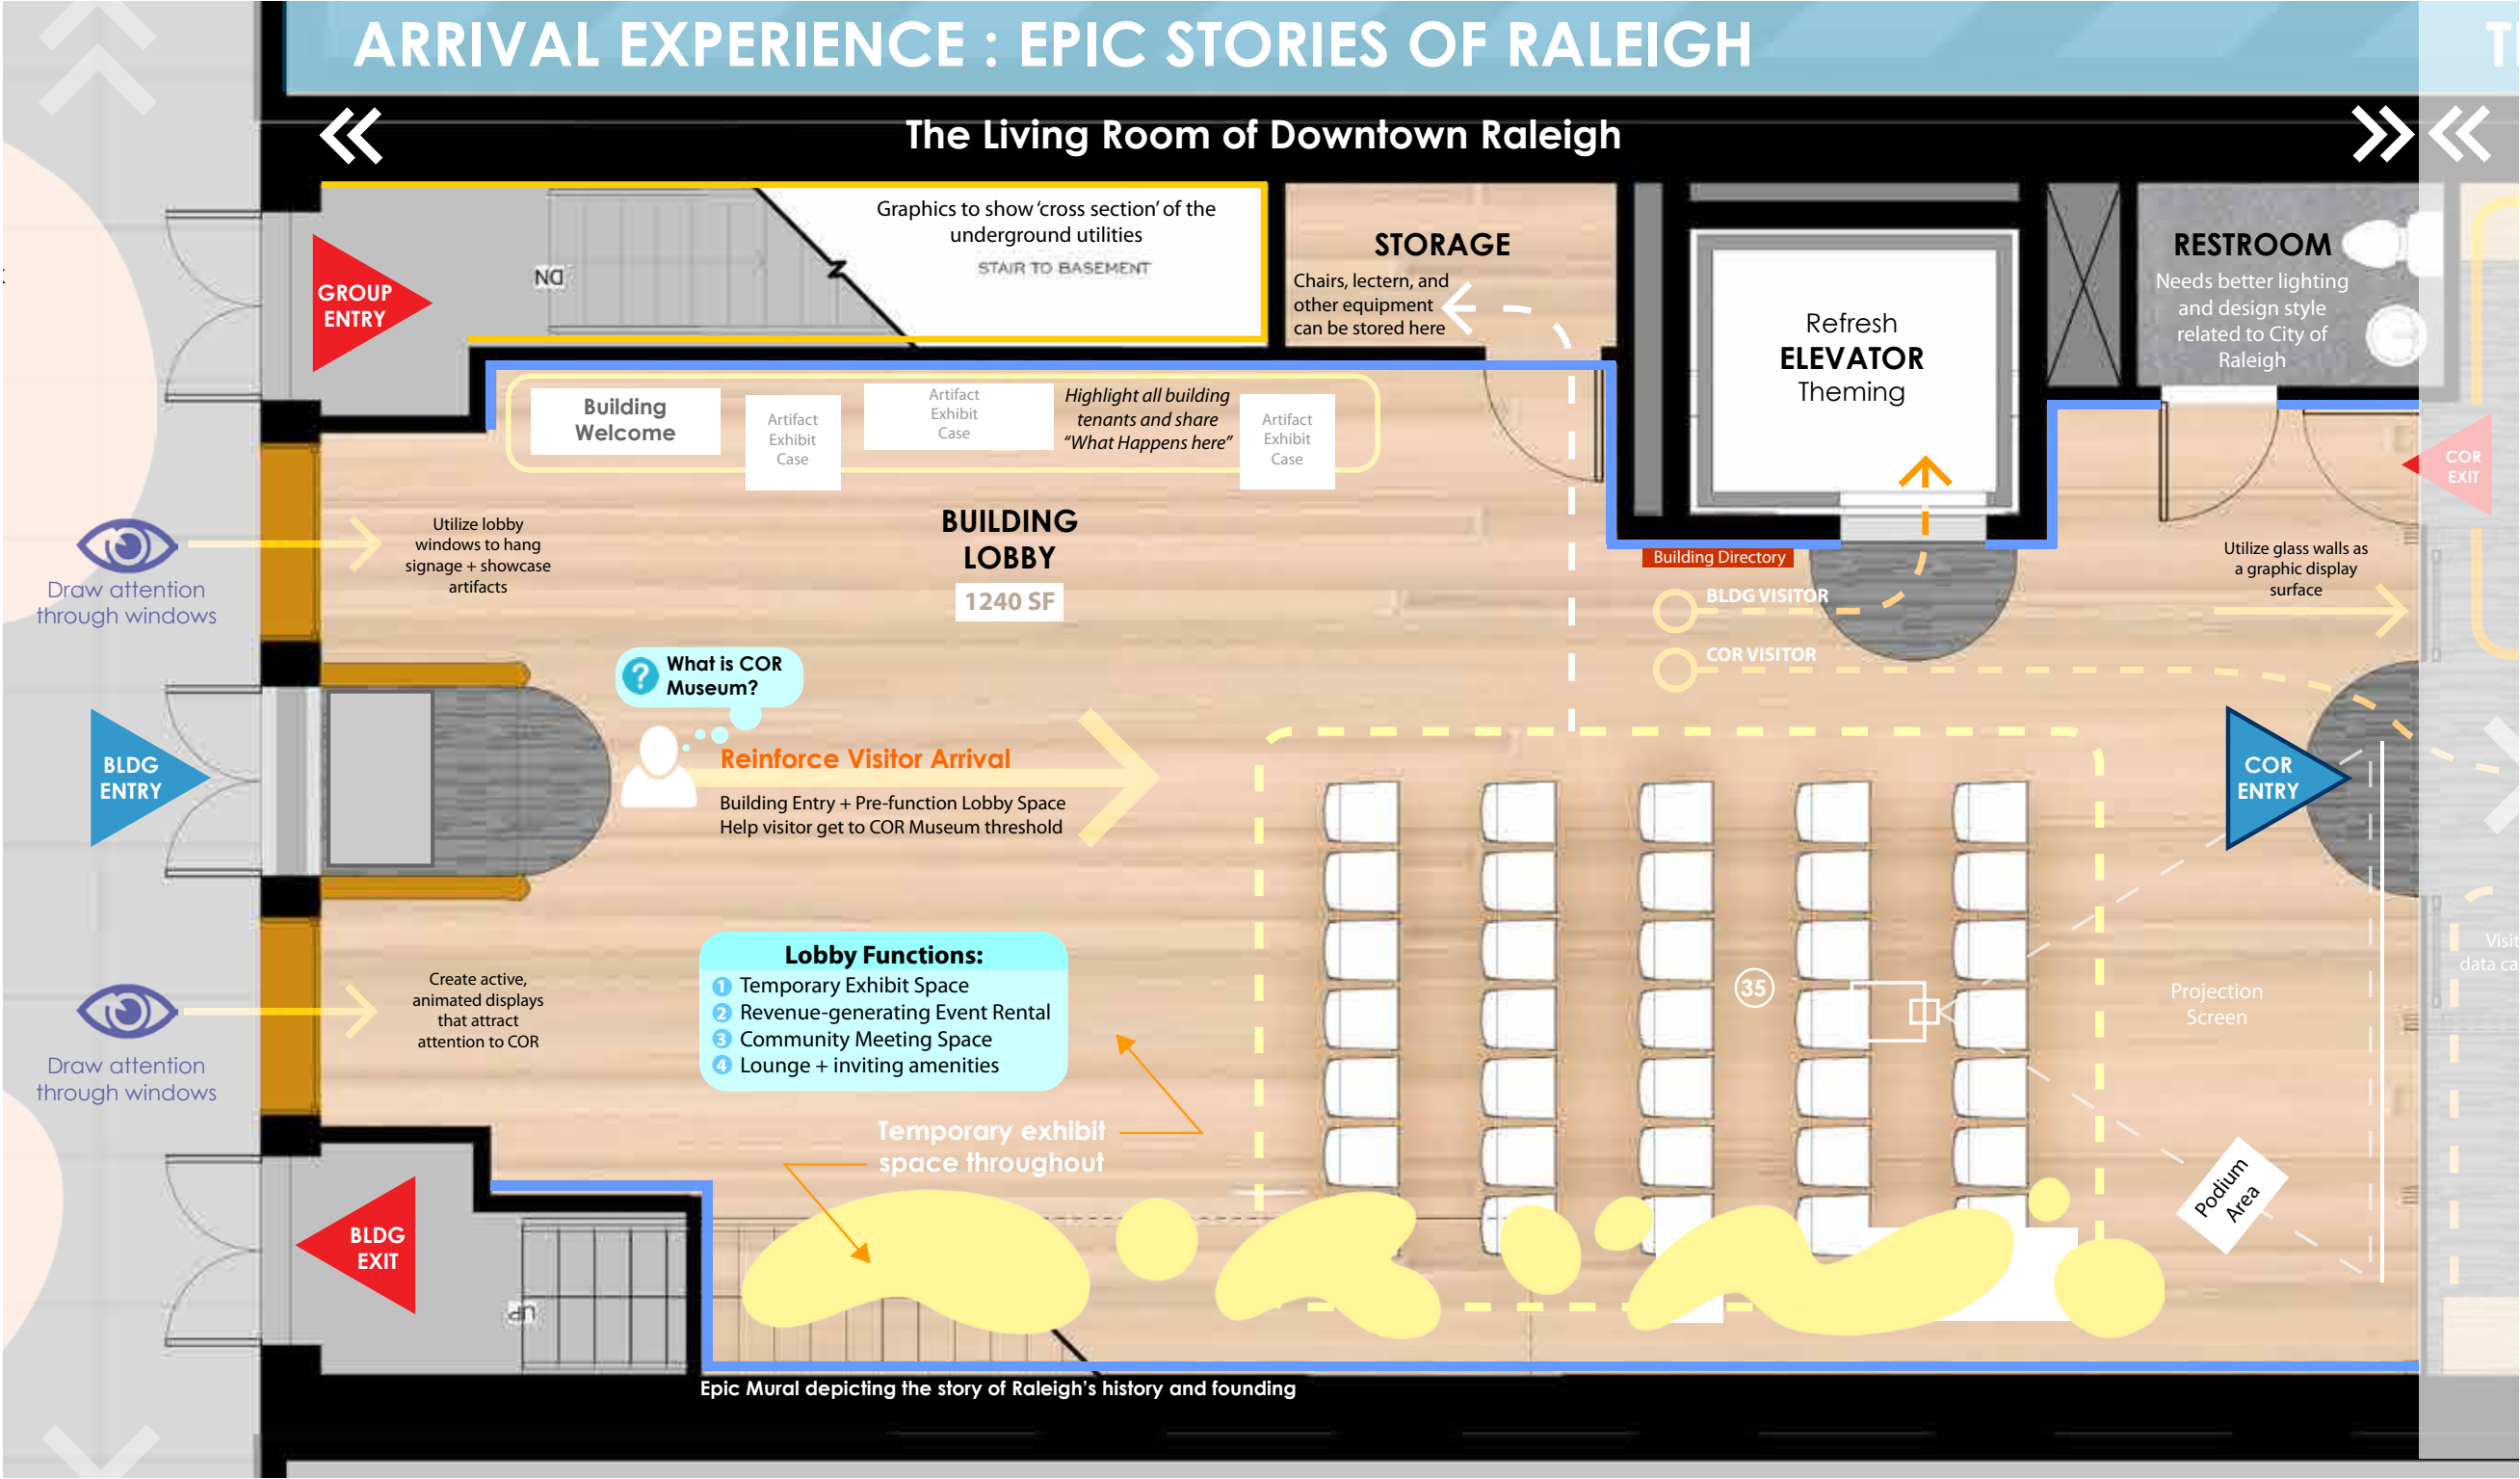 ARRIVAL EXPERIENCE : EPIC STORIES OF RALEIGH
The Living Room of Downtown Raleigh
Graphics to show ‘cross section’ of the
underground utilities
STAIR TO BASEMENT
DN
GROUP
ENTRY
STORAGE
Chairs, lectern, and
other equipment
can be stored here
Refresh
ELEVATOR
Theming
RESTROOM
Needs better lighting
and design style
related to City of
Raleigh
Building
Welcome
Artifact
Exhibit
Case
Artifact
Exhibit
Case
Highlight all building
tenants and share
“What Happens here”
Artifact
Exhibit
Case
COR
EXIT
Utilize lobby
windows to hang
signage + showcase
artifacts
Draw attention
through windows
BUILDING
LOBBY
1240 SF
Building Directory
BLDG VISITOR
COR VISITOR
Utilize glass walls as
a graphic display
surface
What is COR
Museum?
Reinforce Visitor Arrival
Building Entry + Pre-function Lobby Space
Help visitor get to COR Museum threshold
BLDG
ENTRY
COR
ENTRY
Lobby Functions:
1 Temporary Exhibit Space
2 Revenue-generating Event Rental
3 Community Meeting Space
4 Lounge + inviting amenities
Create active,
animated displays
that attract
attention to COR
Draw attention
through windows
35
Projection
Screen
Visit
data ca
Temporary exhibit
space throughout
Podium
Area
BLDG
EXIT
UP
Epic Mural depicting the story of Raleigh’s history and founding